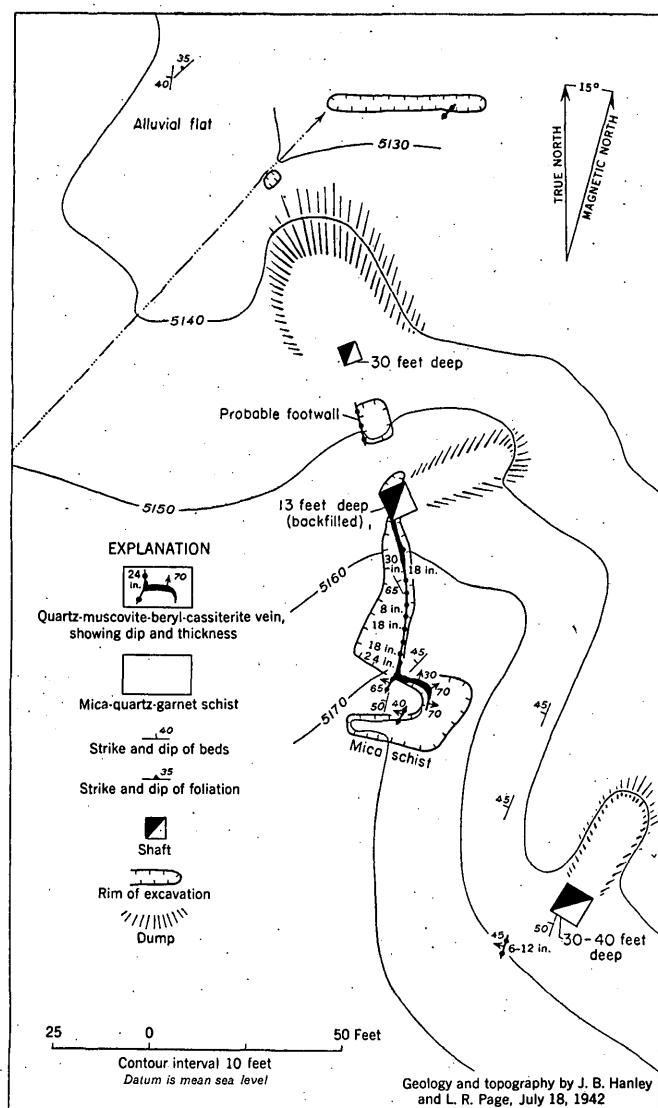 35
40
Alluvial flat
15°
TRUE NORTH
MAGNETIC NORTH
5130
5140
30 feet deep
Probable footwall
5150
13 feet deep
(backfilled)
EXPLANATION
24
in.
70
Quartz-muscovite-beryl-cassiterite vein,
showing dip and thickness
Mica-quartz-garnet schist
40
Strike and dip of beds
35
Strike and dip of foliation
Shaft
Rim of excavation
Dump
5160
30
in.
18 in.
65
8 in.
18 in.
18 in.
24 in.
45
30
70
65
50
40
70
5170
Mica schist
45
45
50
30-40 feet
deep
45
6-12 in.
25 0 50 Feet
Contour interval 10 feet
Datum is mean sea level
Geology and topography by J. B. Hanley
and L. R. Page, July 18, 1942